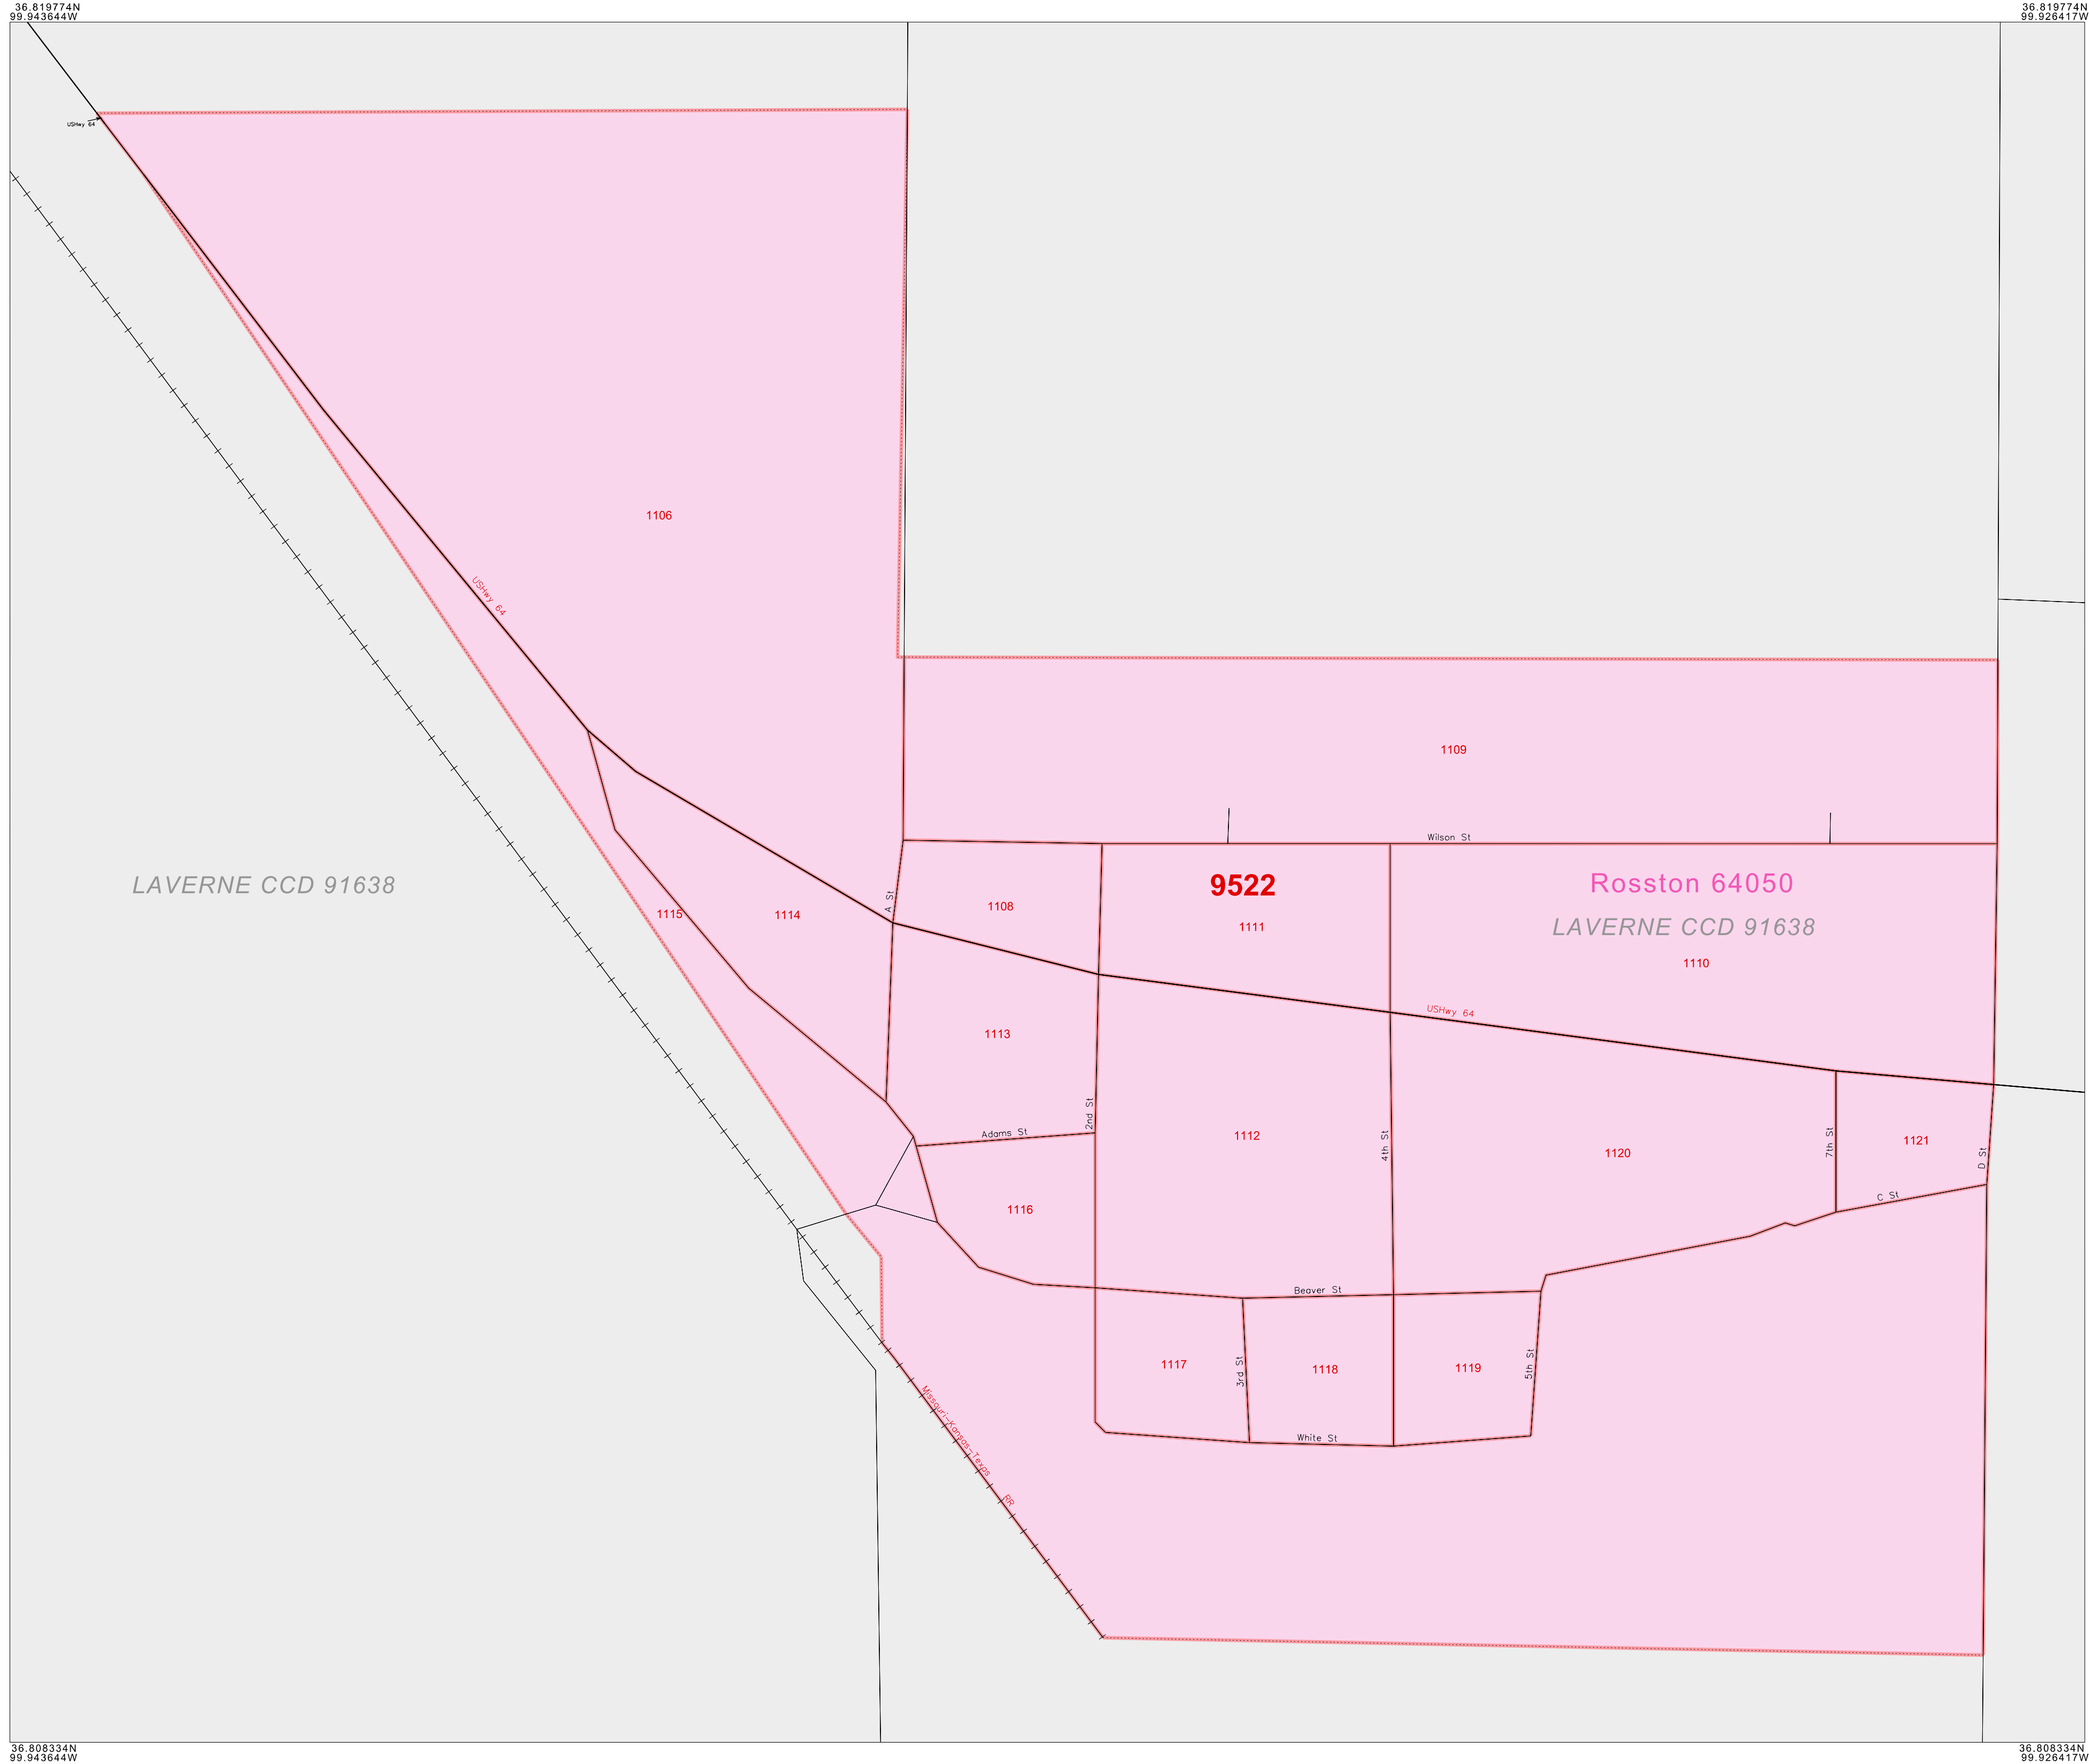 36.819774N
99.943644W
36.819774N
99.926417W
USHwy 64
1106
USHwy 64
1109
Wilson St
LAVERNE CCD 91638
9522
Rosston 64050
A St
1108
1115
1114
1111
LAVERNE CCD 91638
1110
USHwy 64
1113
2nd St
Adams St
1112
4th St
1120
7th St
1121
D St
C St
1116
Beaver St
1117
3rd St
1118
1119
5th St
White St
Missouri-Kansas-Texas RR
36.808334N
99.943644W
36.808334N
99.926417W